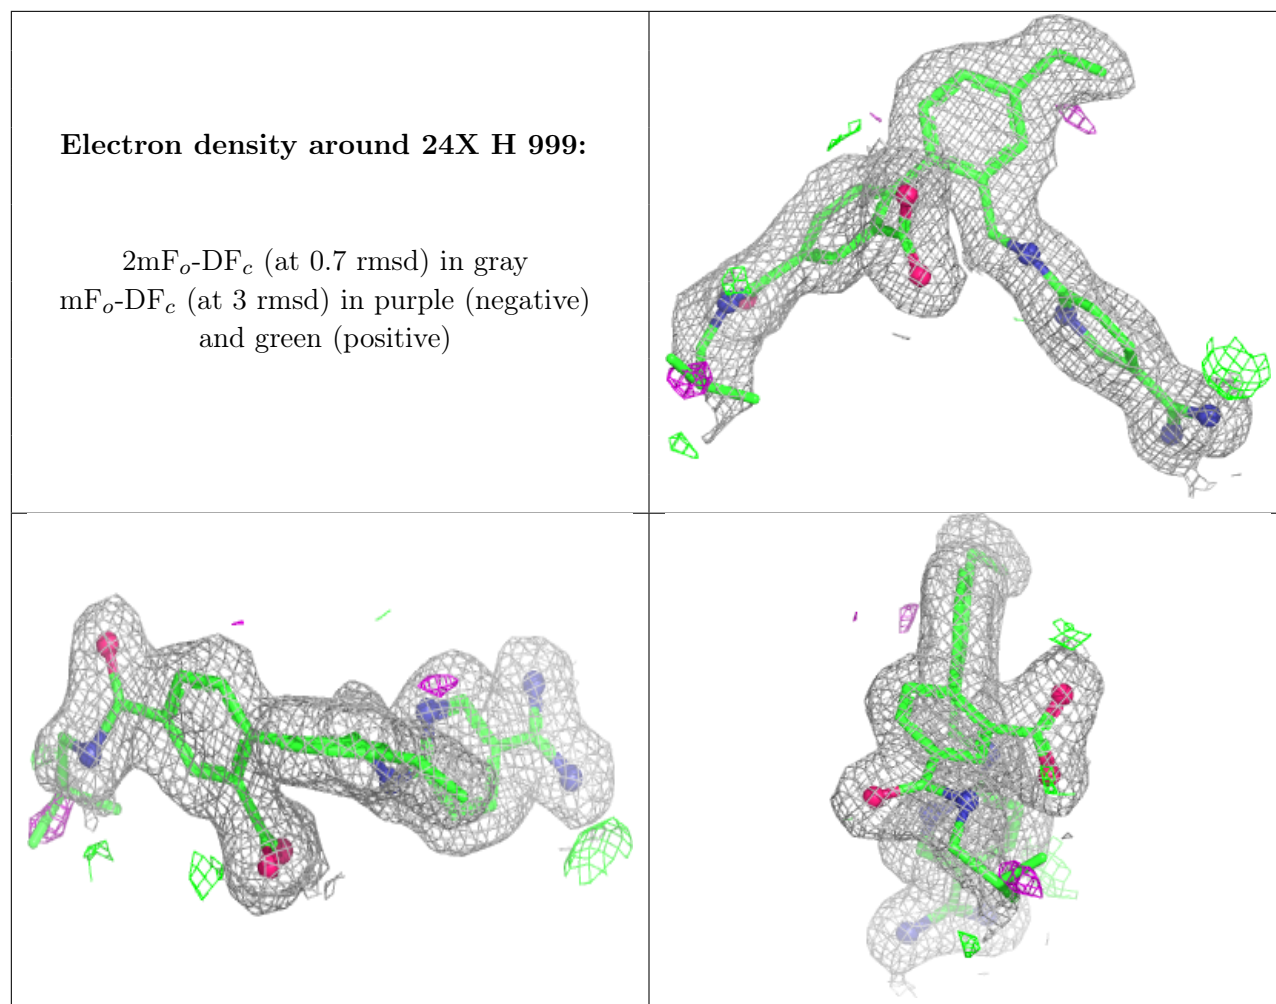 Electron density around 24X H 999:
2mFo-DFc (at 0.7 rmsd) in gray
mFo-DFc (at 3 rmsd) in purple (negative)
and green (positive)